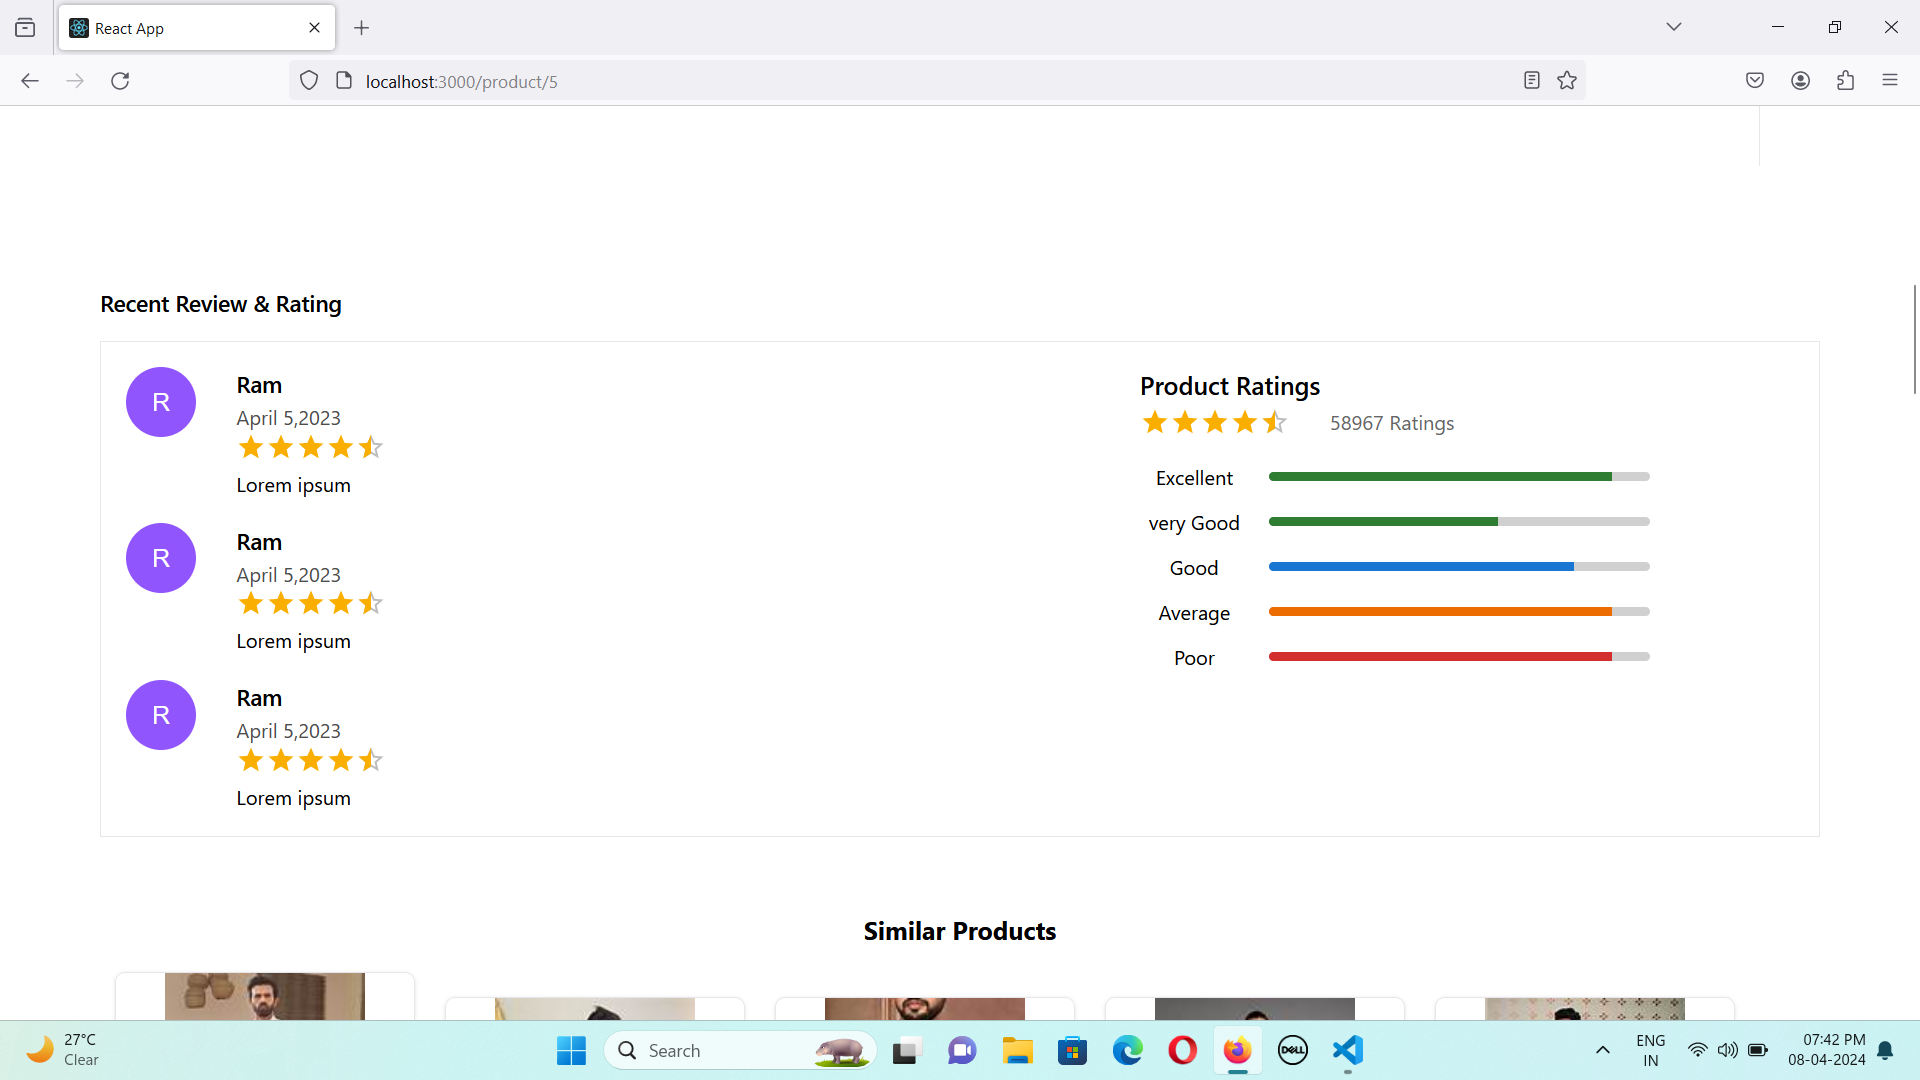 React App
localhost:3000/product/5
Recent Review & Rating
R
Ram
April 5,2023
Lorem ipsum
R
Ram
April 5,2023
Lorem ipsum
R
Ram
April 5,2023
Lorem ipsum
Product Ratings
58967 Ratings
Excellent
very Good
Good
Average
Poor
Similar Products
27°C
Clear
Search
DELL
ENG
IN
07:42 PM
08-04-2024